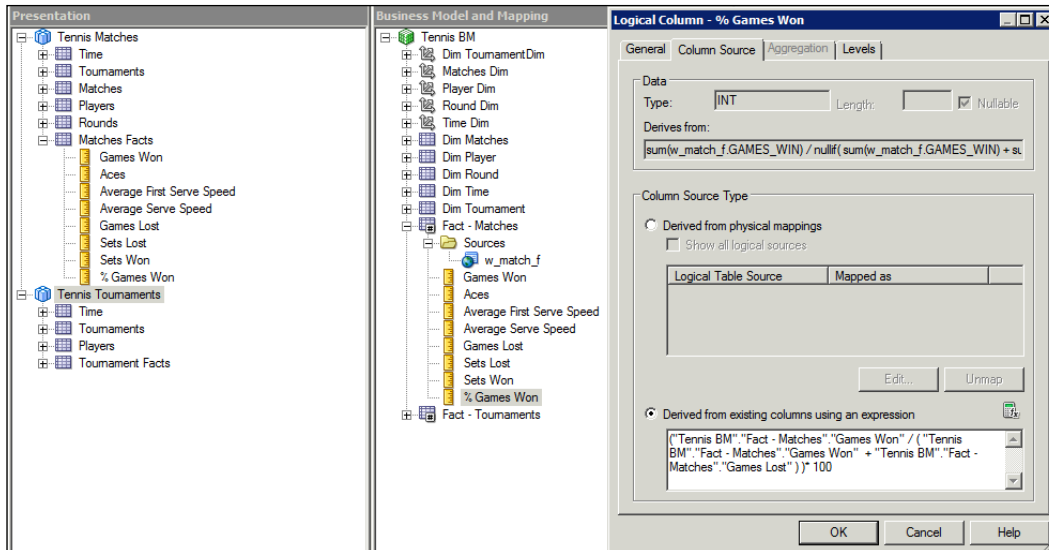 Presentation
Tennis Matches
Time
Tournaments
Matches
Players
Rounds
Matches Facts
Games Won
Aces
Average First Serve Speed
Average Serve Speed
Games Lost
Sets Lost
Sets Won
% Games Won
Tennis Tournaments
Time
Tournaments
Players
Tournament Facts
Business Model and Mapping
Tennis BM
Dim TournamentDim
Matches Dim
Player Dim
Round Dim
Time Dim
Dim Matches
Dim Player
Dim Round
Dim Time
Dim Tournament
Fact - Matches
Sources
w_match_f
Games Won
Aces
Average First Serve Speed
Average Serve Speed
Games Lost
Sets Lost
Sets Won
% Games Won
Fact - Tournaments
Logical Column - % Games Won
General Column Source Aggregation Levels
Data
Type: INT Length: Nullable
Derives from:
sum(w_match_f.GAMES_WIN) / nullif( sum(w_match_f.GAMES_WIN) + su
Column Source Type
Derived from physical mappings
Show all logical sources
Logical Table Source Mapped as
Edit... Unmap
Derived from existing columns using an expression
("Tennis BM"."Fact - Matches"."Games Won" / ( "Tennis
BM"."Fact - Matches"."Games Won" + "Tennis BM"."Fact -
Matches"."Games Lost" ) )* 100
OK Cancel Help